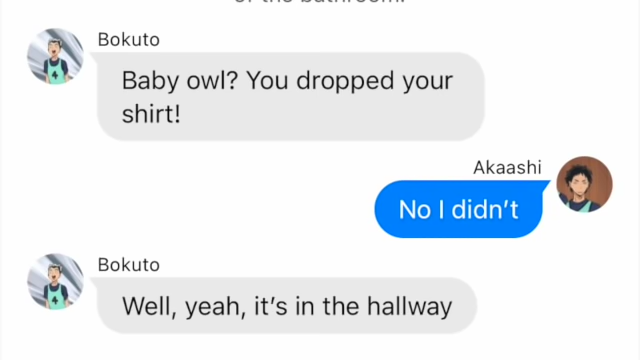 of the bathroom.
Bokuto
Baby owl? You dropped your
shirt!
Akaashi
No I didn't
Bokuto
Well, yeah, it's in the hallway